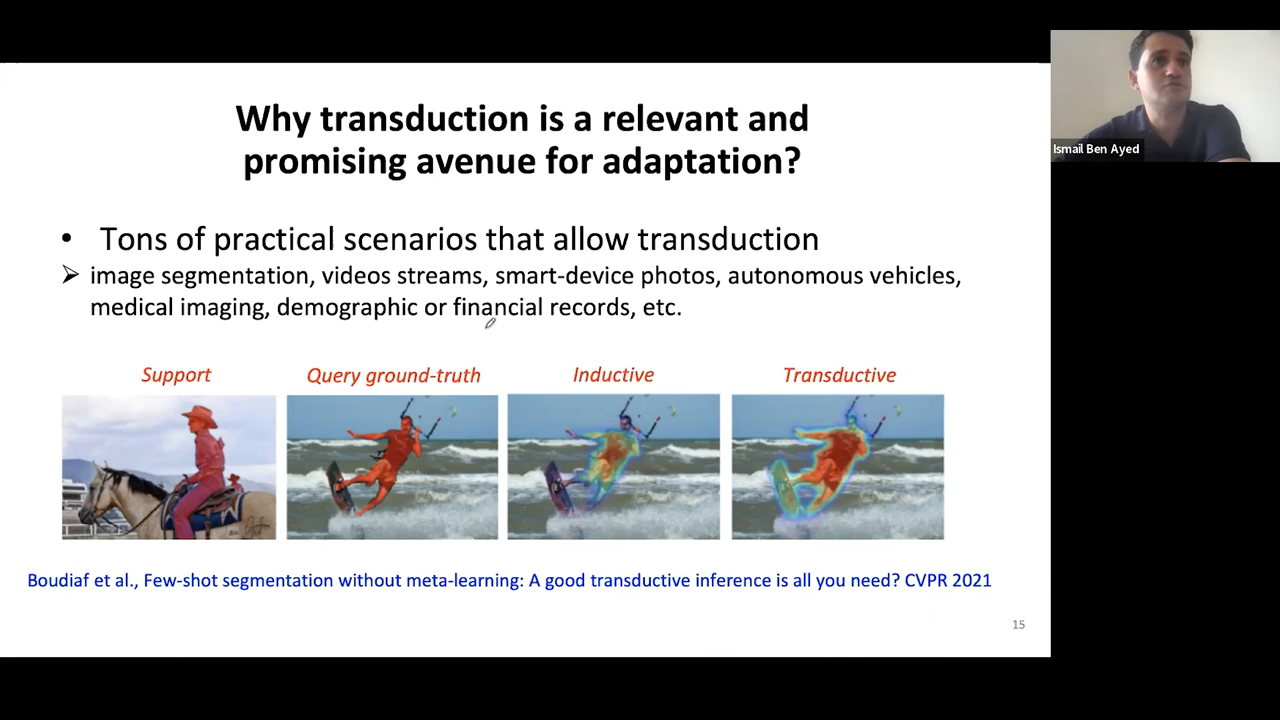 Why transduction is a relevant and
promising avenue for adaptation?
• Tons of practical scenarios that allow transduction
➢ image segmentation, videos streams, smart-device photos, autonomous vehicles,
medical imaging, demographic or financial records, etc.
Support Query ground-truth Inductive Transductive
Boudiaf et al., Few-shot segmentation without meta-learning: A good transductive inference is all you need? CVPR 2021
15
Ismail Ben Ayed